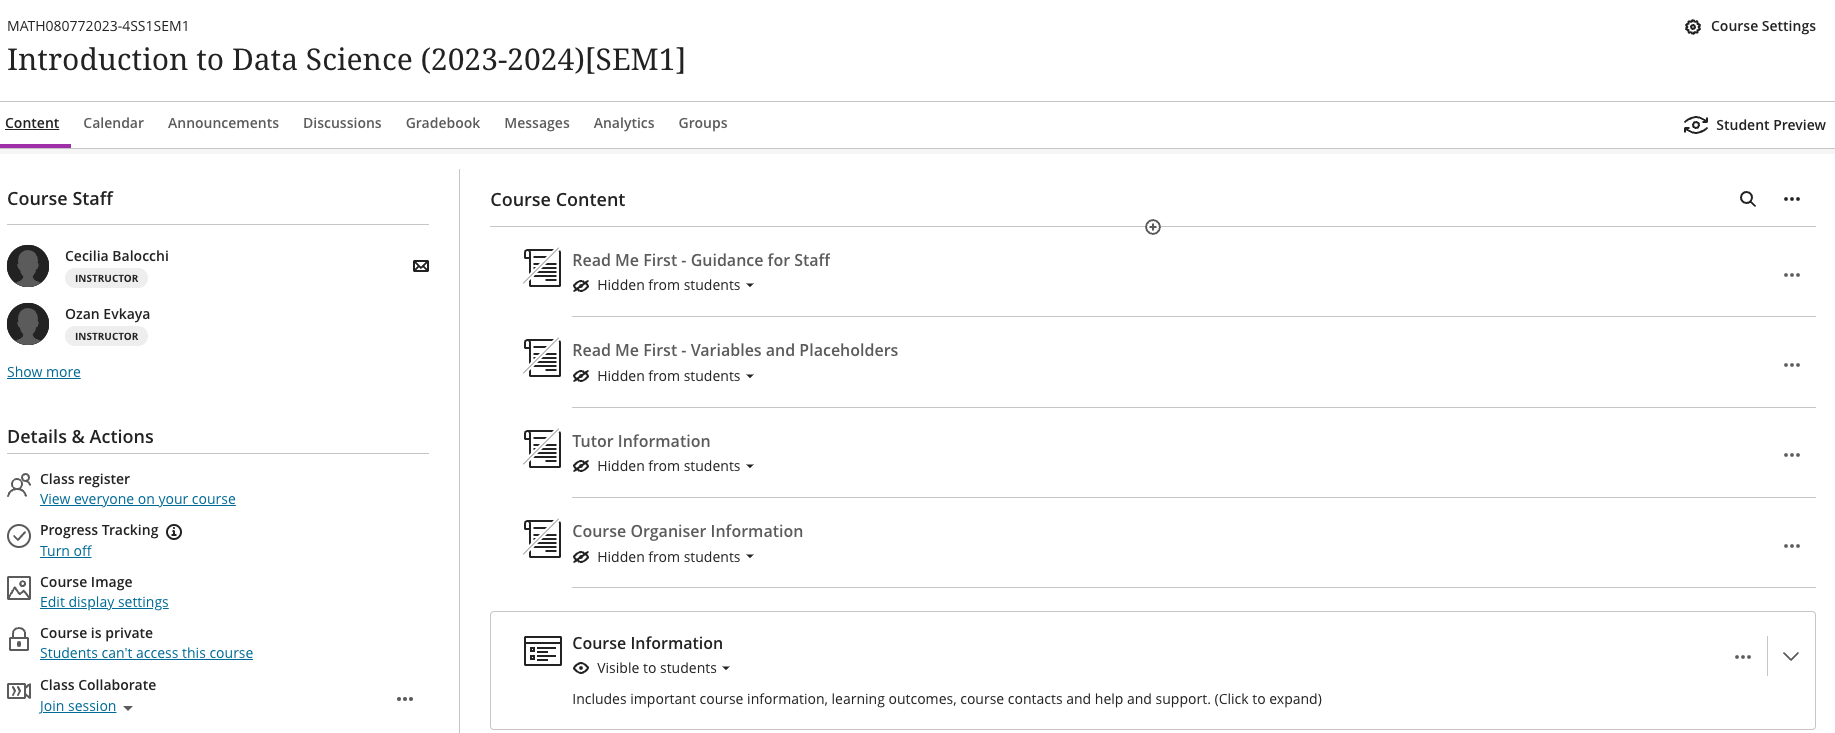 MATH080772023-4SS1SEM1
Introduction to Data Science (2023-2024)[SEM1]
Course Settings
Content Calendar Announcements Discussions Gradebook Messages Analytics Groups
Student Preview
Course Staff
Cecilia Balocchi
INSTRUCTOR
Ozan Evkaya
INSTRUCTOR
Show more
Details & Actions
Class register
View everyone on your course
Progress Tracking
Turn off
Course Image
Edit display settings
Course is private
Students can't access this course
Class Collaborate
Join session
Course Content
Read Me First - Guidance for Staff
Hidden from students
Read Me First - Variables and Placeholders
Hidden from students
Tutor Information
Hidden from students
Course Organiser Information
Hidden from students
Course Information
Visible to students
Includes important course information, learning outcomes, course contacts and help and support. (Click to expand)